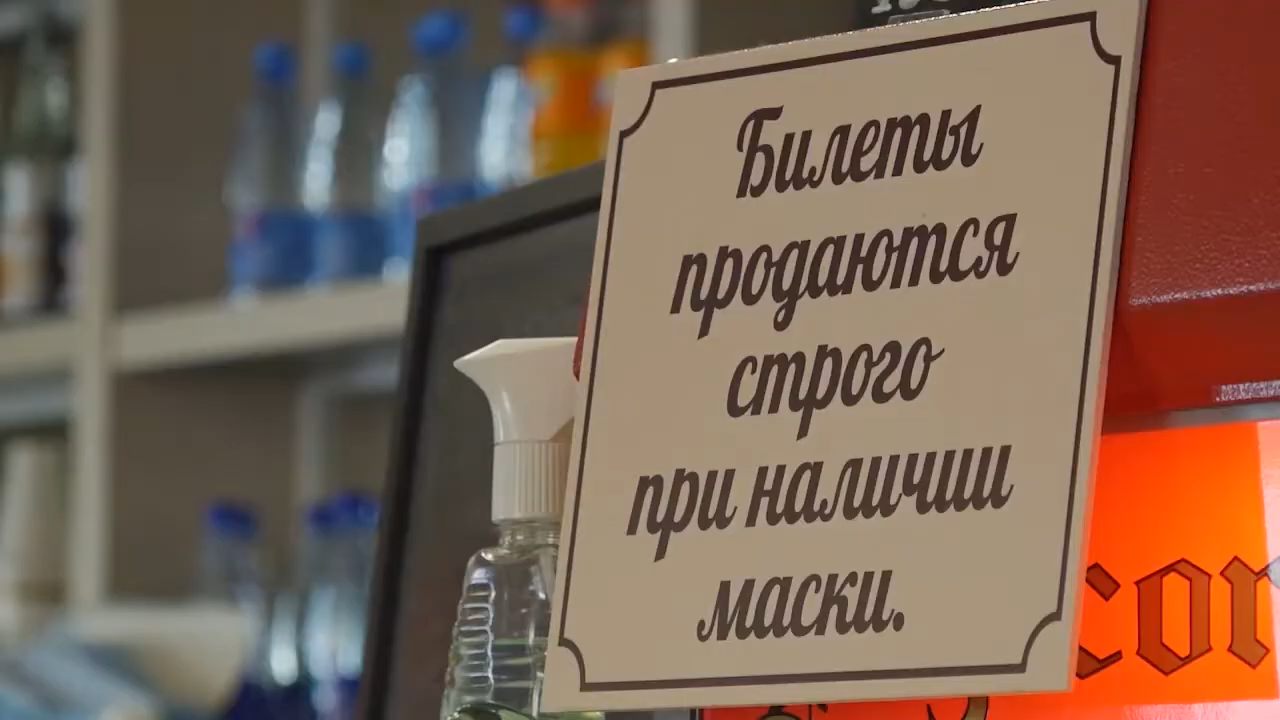 Билеты
продаются
строго
при наличии
маски.